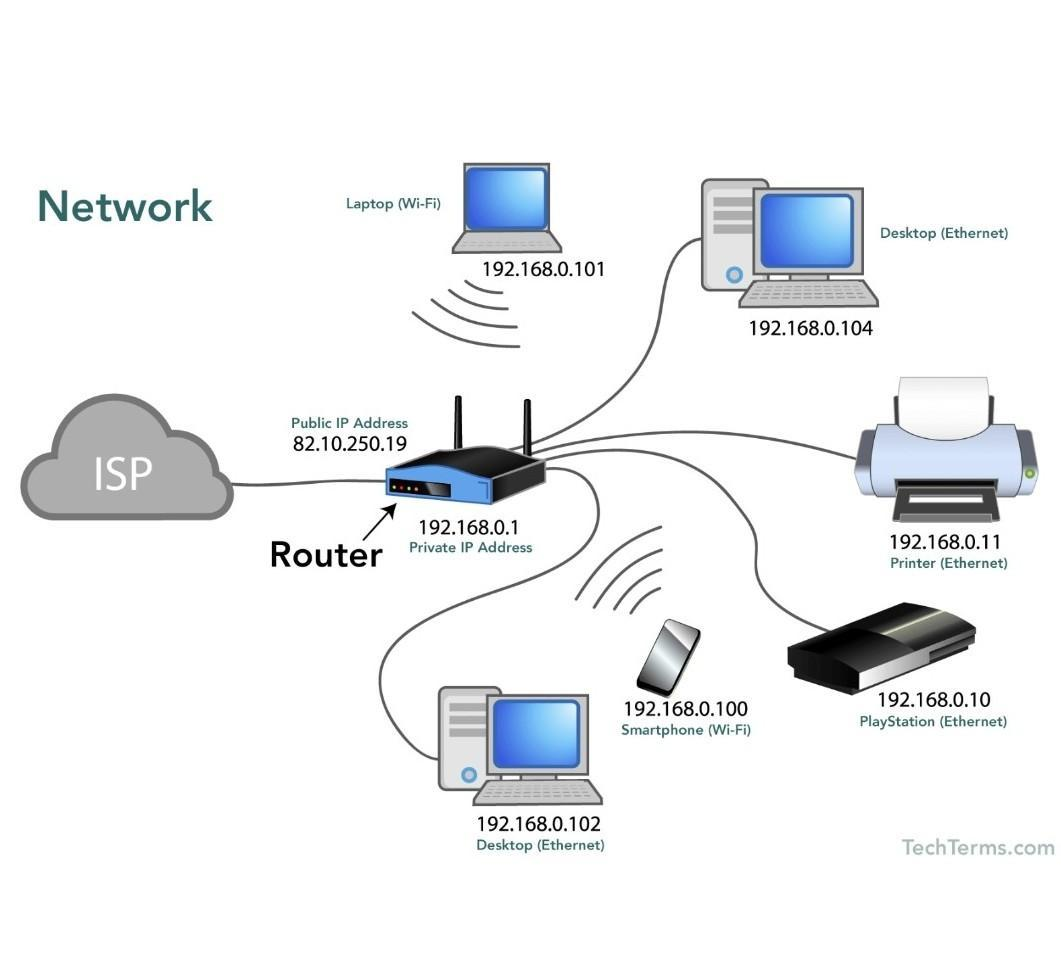 Network
Laptop (Wi-Fi)
192.168.0.101
Desktop (Ethernet)
192.168.0.104
ISP
Public IP Address
82.10.250.19
Router
192.168.0.1
Private IP Address
192.168.0.11
Printer (Ethernet)
192.168.0.10
PlayStation (Ethernet)
192.168.0.100
Smartphone (Wi-Fi)
192.168.0.102
Desktop (Ethernet)
TechTerms.com